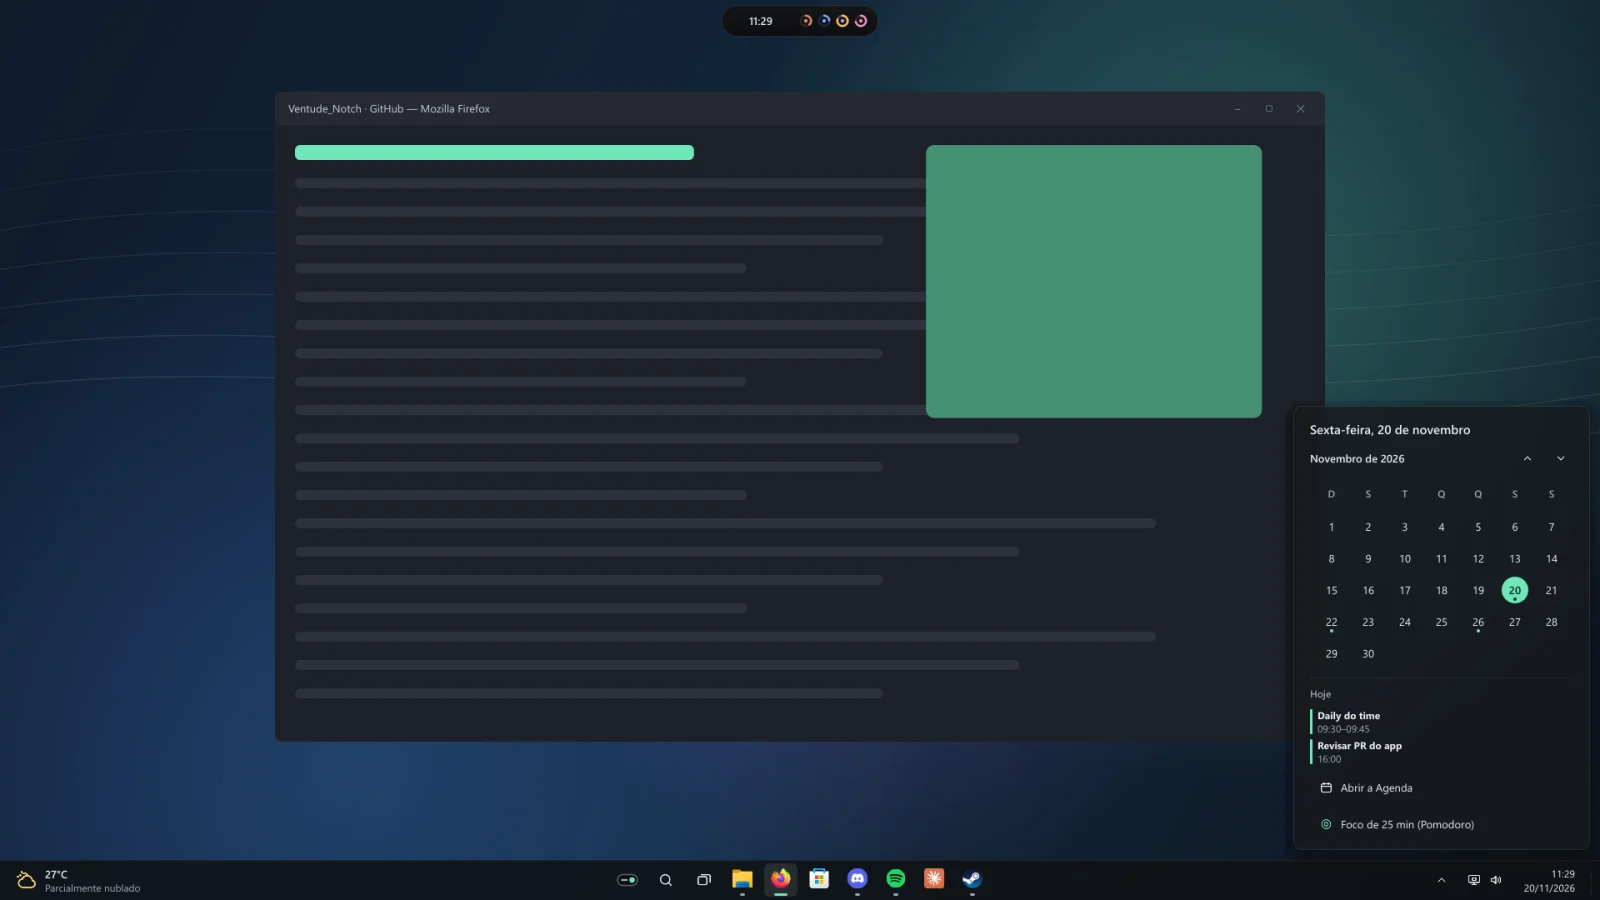 11:29
Ventude_Notch · GitHub — Mozilla Firefox
Sexta-feira, 20 de novembro
Novembro de 2026
D S T Q Q S S
1 2 3 4 5 6 7
8 9 10 11 12 13 14
15 16 17 18 19 20 21
22 23 24 25 26 27 28
29 30
Hoje
Daily do time
09:30–09:45
Revisar PR do app
16:00
Abrir a Agenda
Foco de 25 min (Pomodoro)
27°C
Parcialmente nublado
11:29
20/11/2026